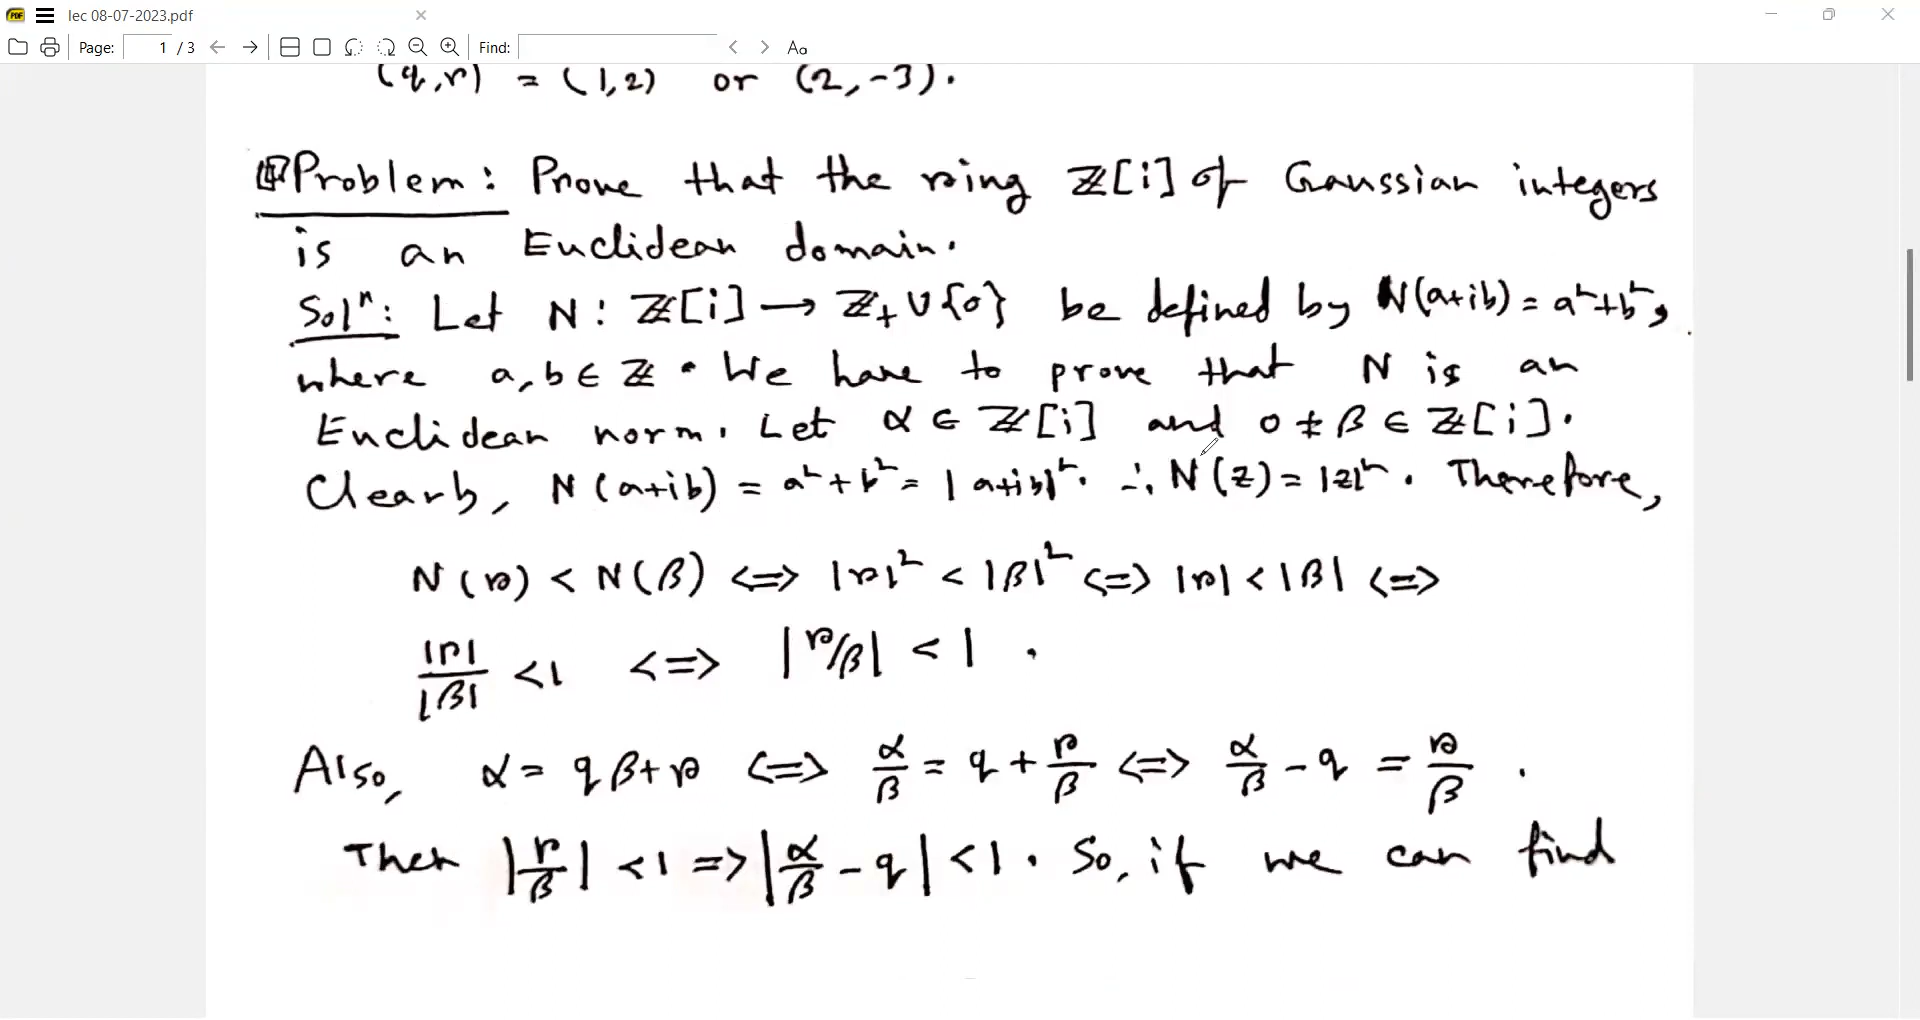 lec 08-07-2023.pdf
Page: 1 / 3 Find: Aa
(q,r) = (1,2) or (2,-3).
Problem: Prove that the ring ℤ[i] of Gaussian integers
is an Euclidean domain.
Solⁿ: Let N : ℤ[i] → ℤ₊ ∪ {0} be defined by N(a+ib) = a²+b²,
where a, b ∈ ℤ. We have to prove that N is an
Euclidean norm. Let α ∈ ℤ[i] and 0 ≠ β ∈ ℤ[i].
Clearly, N(a+ib) = a²+b² = |a+ib|². ∴ N(z) = |z|². Therefore,
N(r) < N(β) <=> |r|² < |β|² <=> |r| < |β| <=>
|r|/|β| < 1 <=> |r/β| < 1.
Also, α = qβ+r <=> α/β = q + r/β <=> α/β - q = r/β.
Then |r/β| < 1 => |α/β - q| < 1. So, if we can find